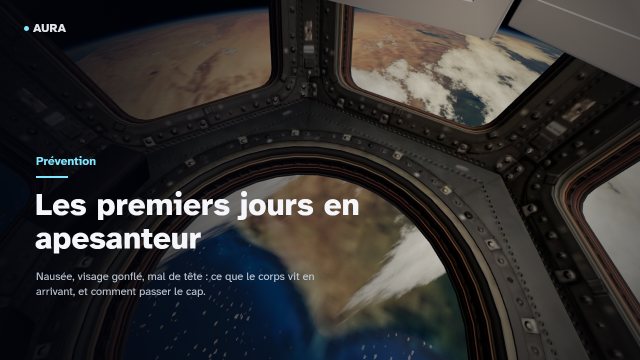 AURA
Prévention
Les premiers jours en
apesanteur
Nausée, visage gonflé, mal de tête : ce que le corps vit en
arrivant, et comment passer le cap.